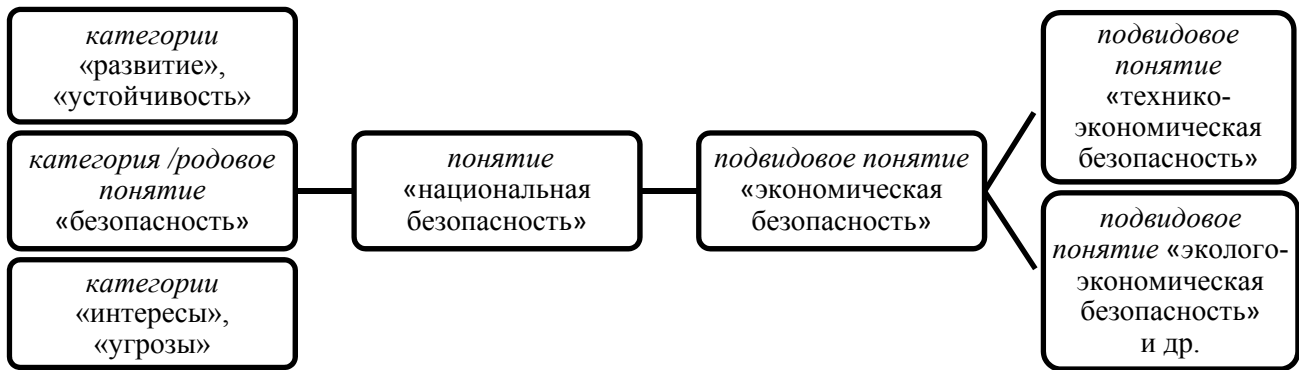 категории
«развитие»,
«устойчивость»
категория /родовое
понятие
«безопасность»
категории
«интересы»,
«угрозы»
понятие
«национальная
безопасность»
подвидовое понятие
«экономическая
безопасность»
подвидовое
понятие
«технико-
экономическая
безопасность»
подвидовое
понятие «эколого-
экономическая
безопасность»
и др.